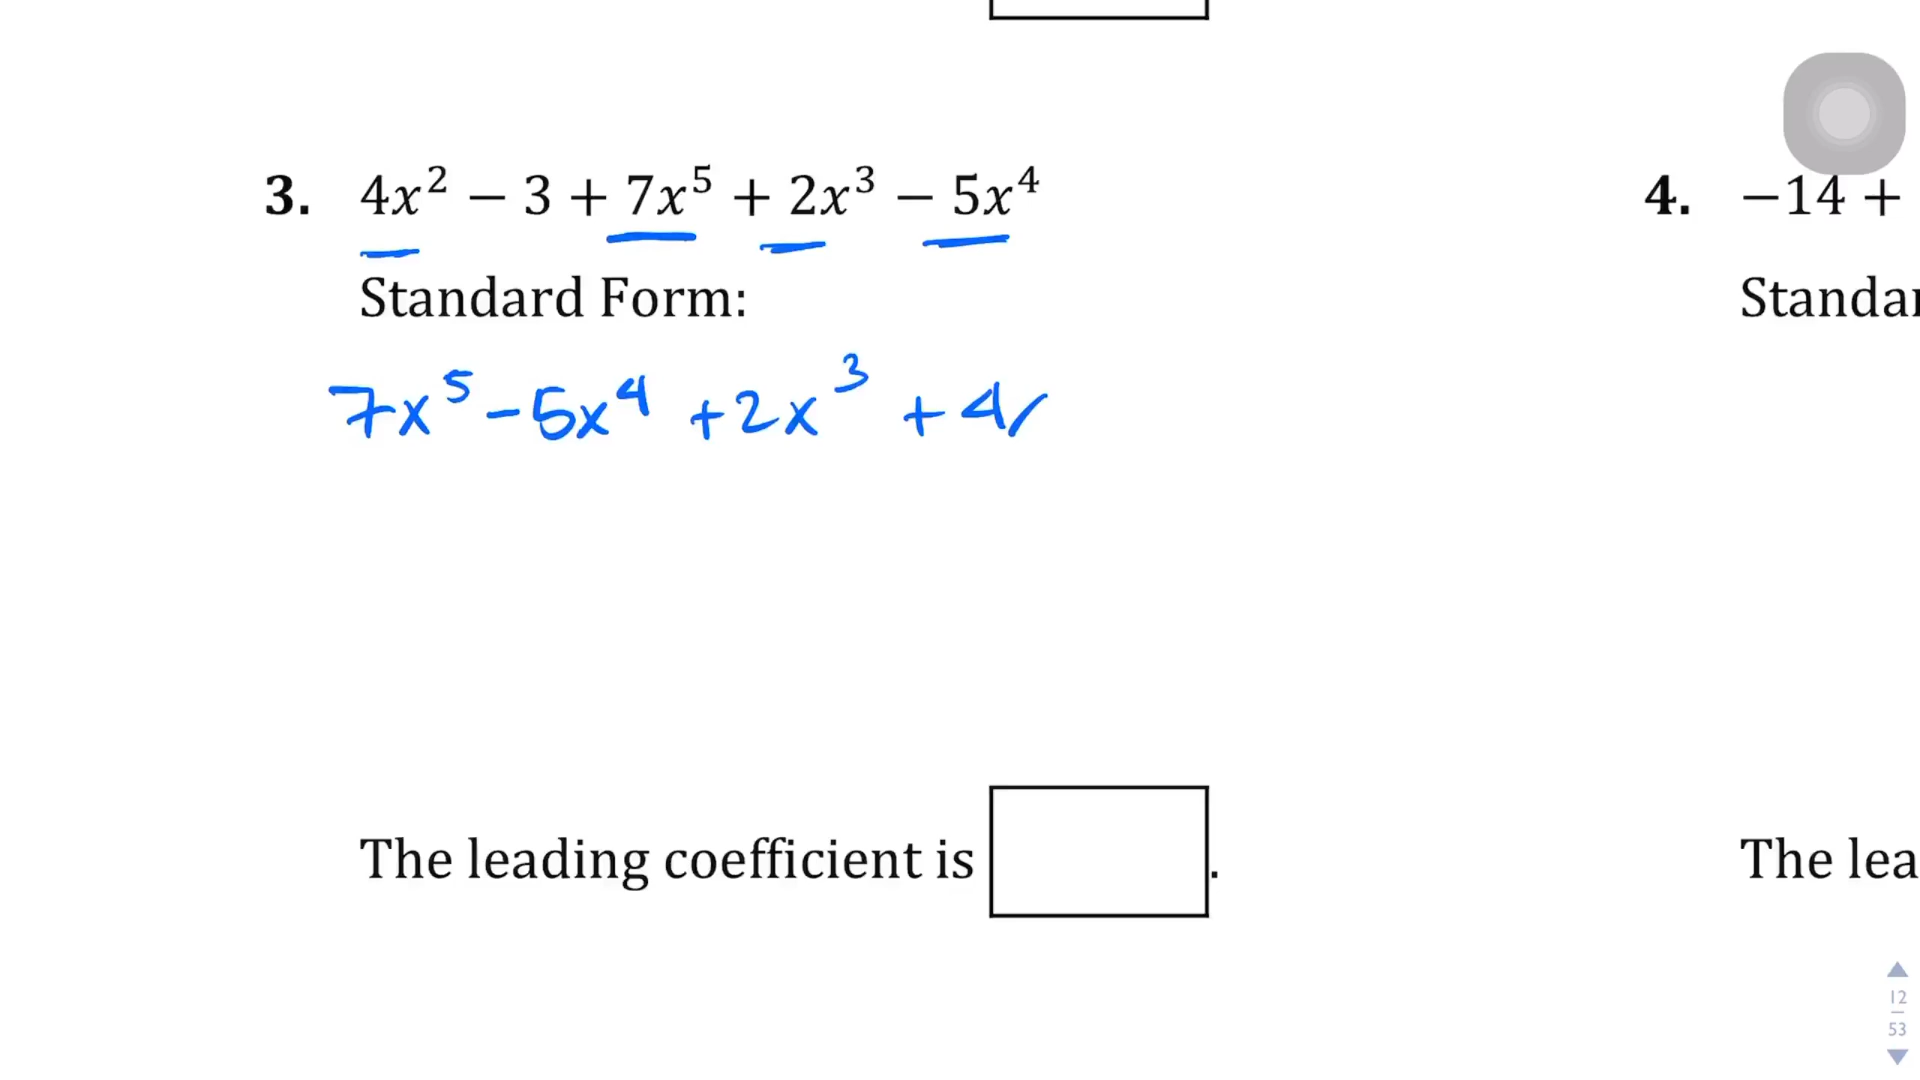 3. 4x² − 3 + 7x⁵ + 2x³ − 5x⁴
Standard Form:
7x⁵ -5x⁴ +2x³ +4
The leading coefficient is .
4. −14 +
Standar
The lea
12
53